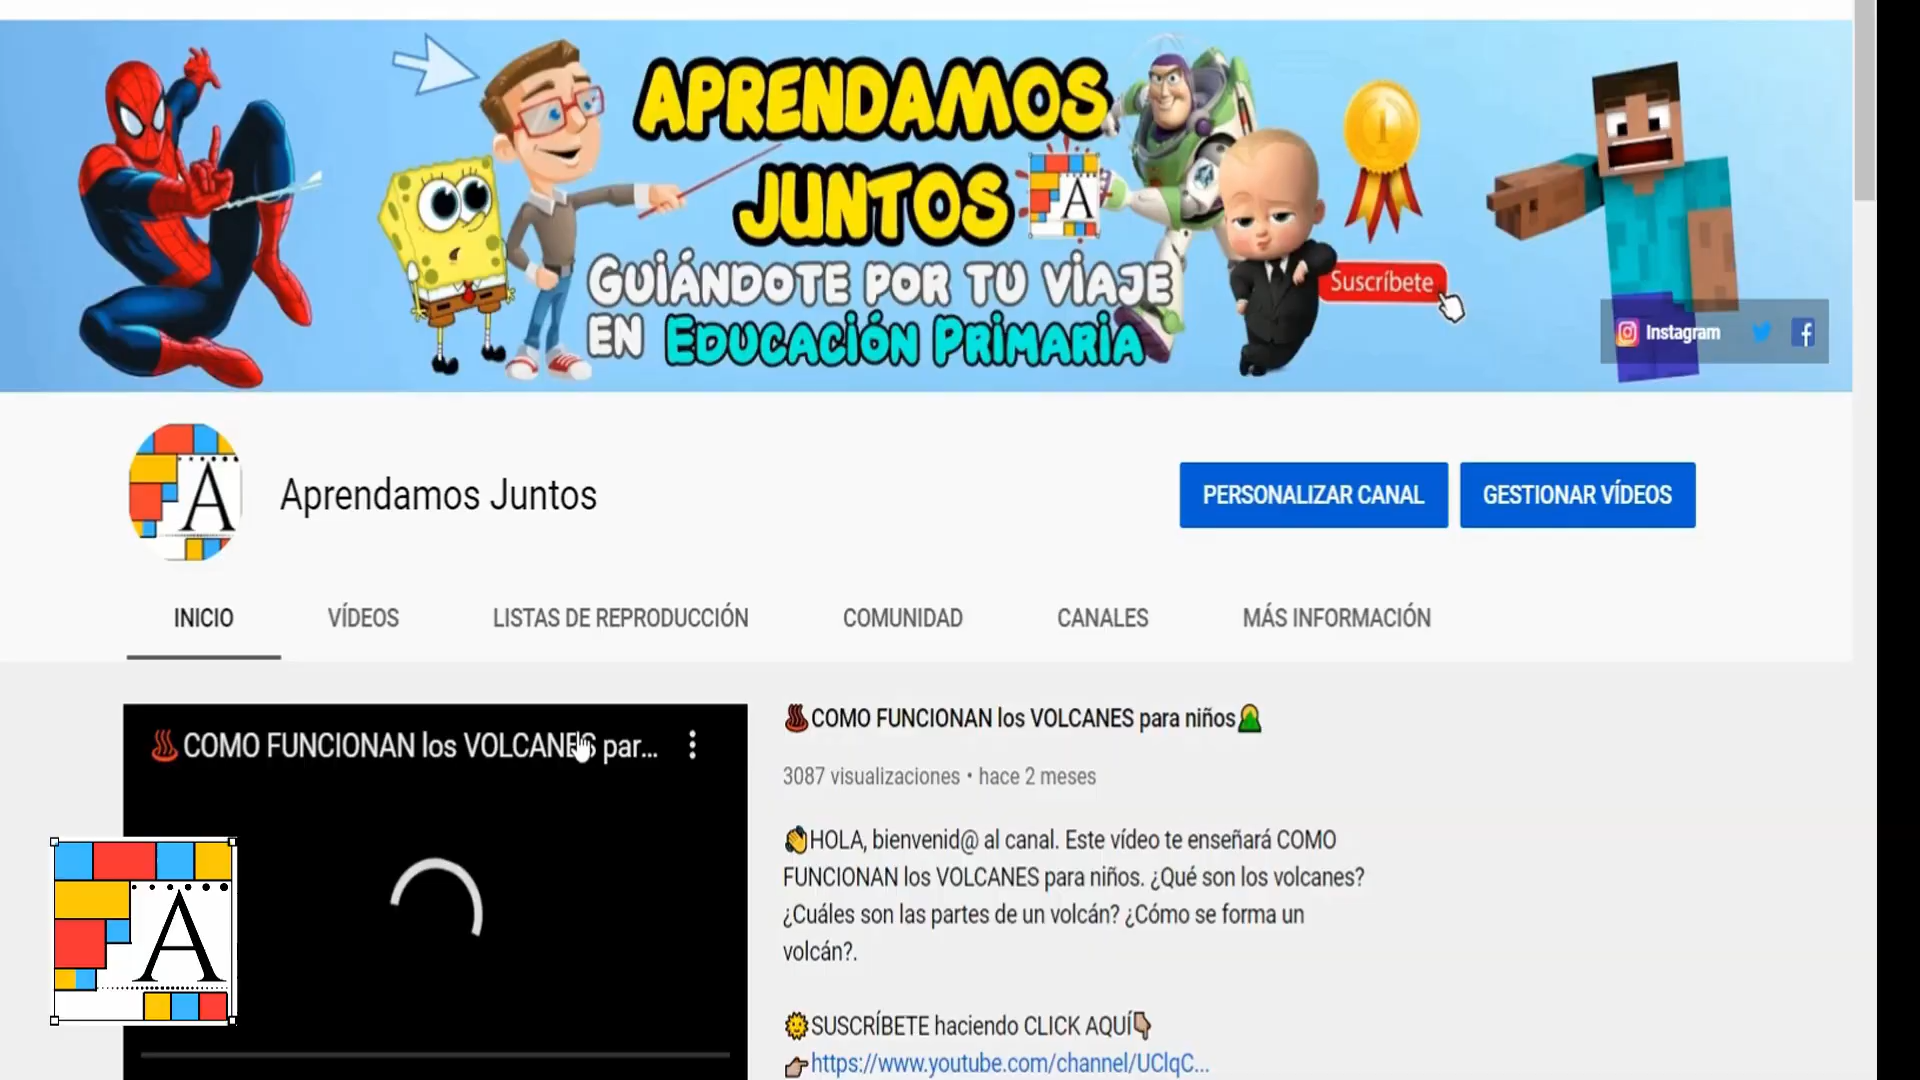 APRENDAMOS
JUNTOS
A
GUIÁNDOTE POR TU VIAJE
EN EDUCACIÓN PRIMARIA
1
Suscríbete
Instagram
A
Aprendamos Juntos
PERSONALIZAR CANAL
GESTIONAR VÍDEOS
INICIO
VÍDEOS
LISTAS DE REPRODUCCIÓN
COMUNIDAD
CANALES
MÁS INFORMACIÓN
♨️COMO FUNCIONAN los VOLCANES par...
♨️COMO FUNCIONAN los VOLCANES para niños🌋
3087 visualizaciones • hace 2 meses
👋HOLA, bienvenid@ al canal. Este vídeo te enseñará COMO
FUNCIONAN los VOLCANES para niños. ¿Qué son los volcanes?
¿Cuáles son las partes de un volcán? ¿Cómo se forma un
volcán?.
🌞SUSCRÍBETE haciendo CLICK AQUÍ👇
👉https://www.youtube.com/channel/UClqC...
A